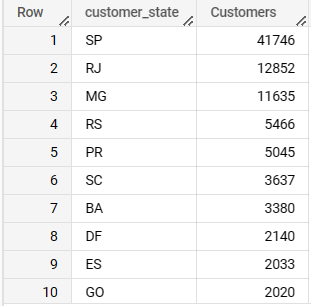 Row customer_state Customers
1 SP 41746
2 RJ 12852
3 MG 11635
4 RS 5466
5 PR 5045
6 SC 3637
7 BA 3380
8 DF 2140
9 ES 2033
10 GO 2020